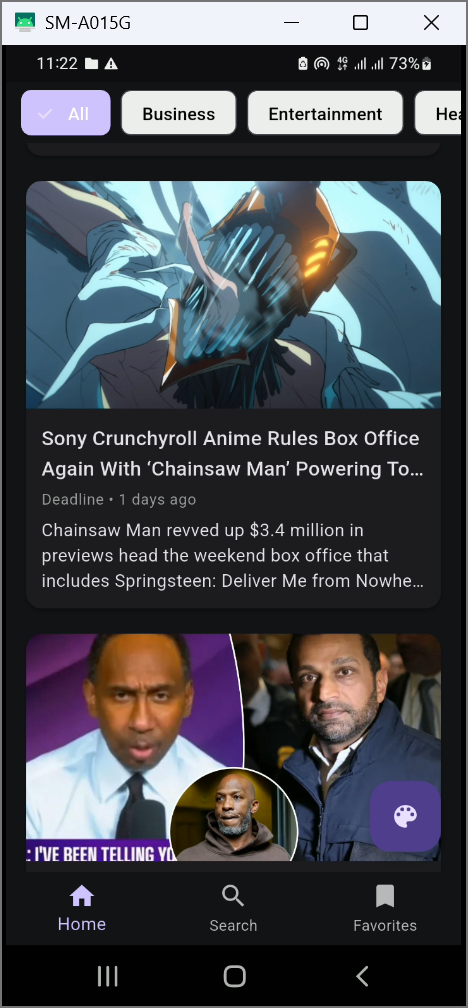 SM-A015G
11:22
4G
73%
All
Business
Entertainment
Hea
Sony Crunchyroll Anime Rules Box Office
Again With ‘Chainsaw Man’ Powering To…
Deadline • 1 days ago
Chainsaw Man revved up $3.4 million in
previews head the weekend box office that
includes Springsteen: Deliver Me from Nowhe…
: I'VE BEEN TELLING YO
Home
Search
Favorites